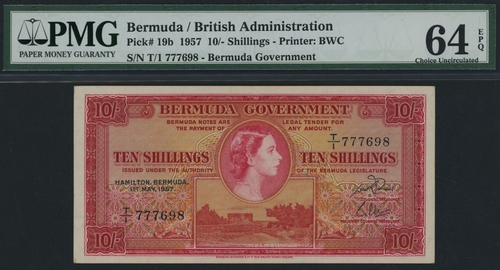 PMG
PAPER MONEY GUARANTY
Bermuda / British Administration
Pick# 19b 1957 10/- Shillings - Printer: BWC
S/N T/1 777698 - Bermuda Government
64 EPQ
Choice Uncirculated
10/- BERMUDA GOVERNMENT 10/-
BERMUDA NOTES ARE LEGAL TENDER FOR
THE PAYMENT OF ANY AMOUNT.
T/1 777698
TEN SHILLINGS TEN SHILLINGS
ISSUED UNDER THE AUTHORITY OF THE BERMUDA LEGISLATURE.
HAMILTON, BERMUDA.
1ST MAY, 1957.
T/1 777698
10/- 10/-